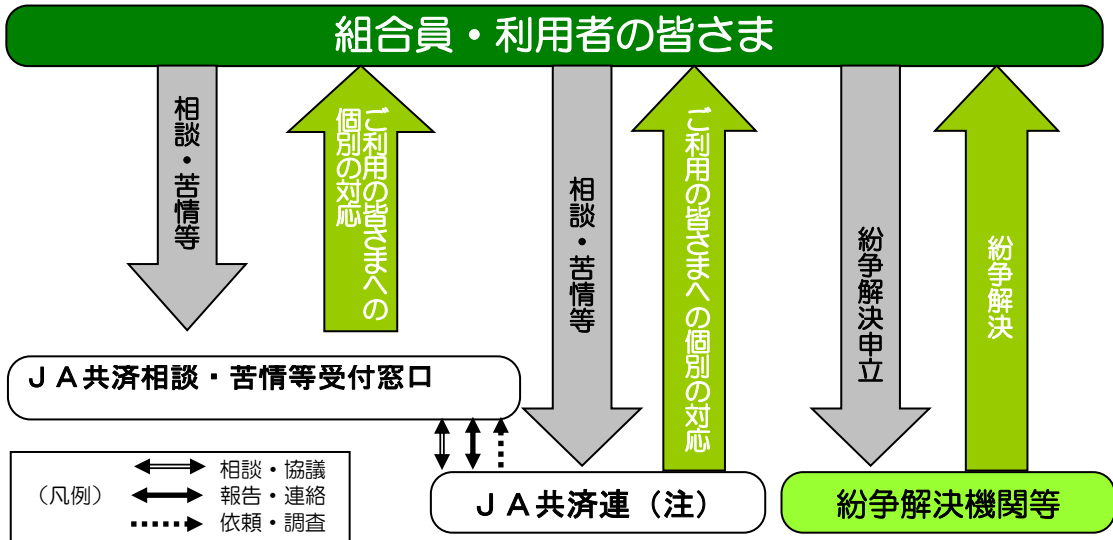 組合員・利用者の皆さま
相談・苦情等
ご利用の皆さまへの
個別の対応
相談・苦情等
ご利用の皆さまへの個別の対応
紛争解決申立
紛争解決
ＪＡ共済相談・苦情等受付窓口
（凡例）
相談・協議
報告・連絡
依頼・調査
ＪＡ共済連（注）
紛争解決機関等